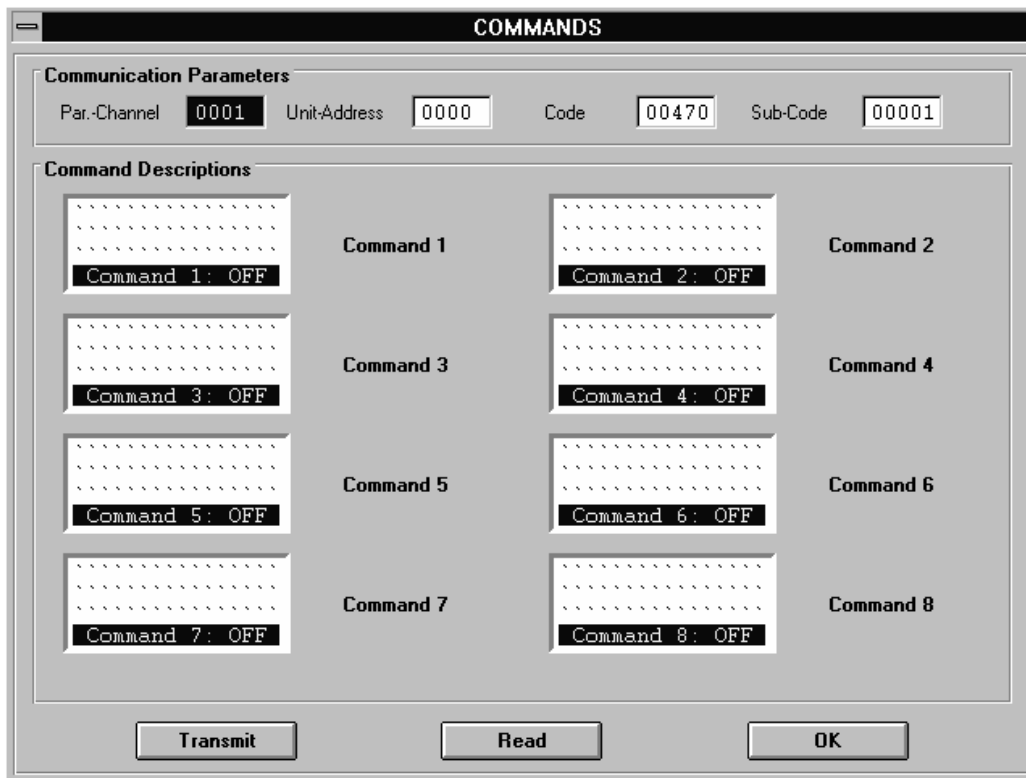 COMMANDS
Communication Parameters
Par.-Channel 0001 Unit-Address 0000 Code 00470 Sub-Code 00001
Command Descriptions
Command 1: OFF
Command 1
Command 2: OFF
Command 2
Command 3: OFF
Command 3
Command 4: OFF
Command 4
Command 5: OFF
Command 5
Command 6: OFF
Command 6
Command 7: OFF
Command 7
Command 8: OFF
Command 8
Transmit Read OK